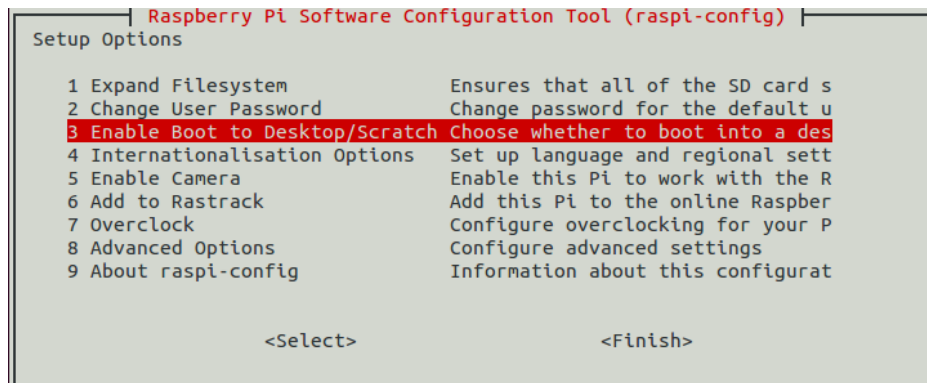 Raspberry Pi Software Configuration Tool (raspi-config)
Setup Options
1 Expand Filesystem Ensures that all of the SD card s
2 Change User Password Change password for the default u
3 Enable Boot to Desktop/Scratch Choose whether to boot into a des
4 Internationalisation Options Set up language and regional sett
5 Enable Camera Enable this Pi to work with the R
6 Add to Rastrack Add this Pi to the online Raspber
7 Overclock Configure overclocking for your P
8 Advanced Options Configure advanced settings
9 About raspi-config Information about this configurat
<Select> <Finish>